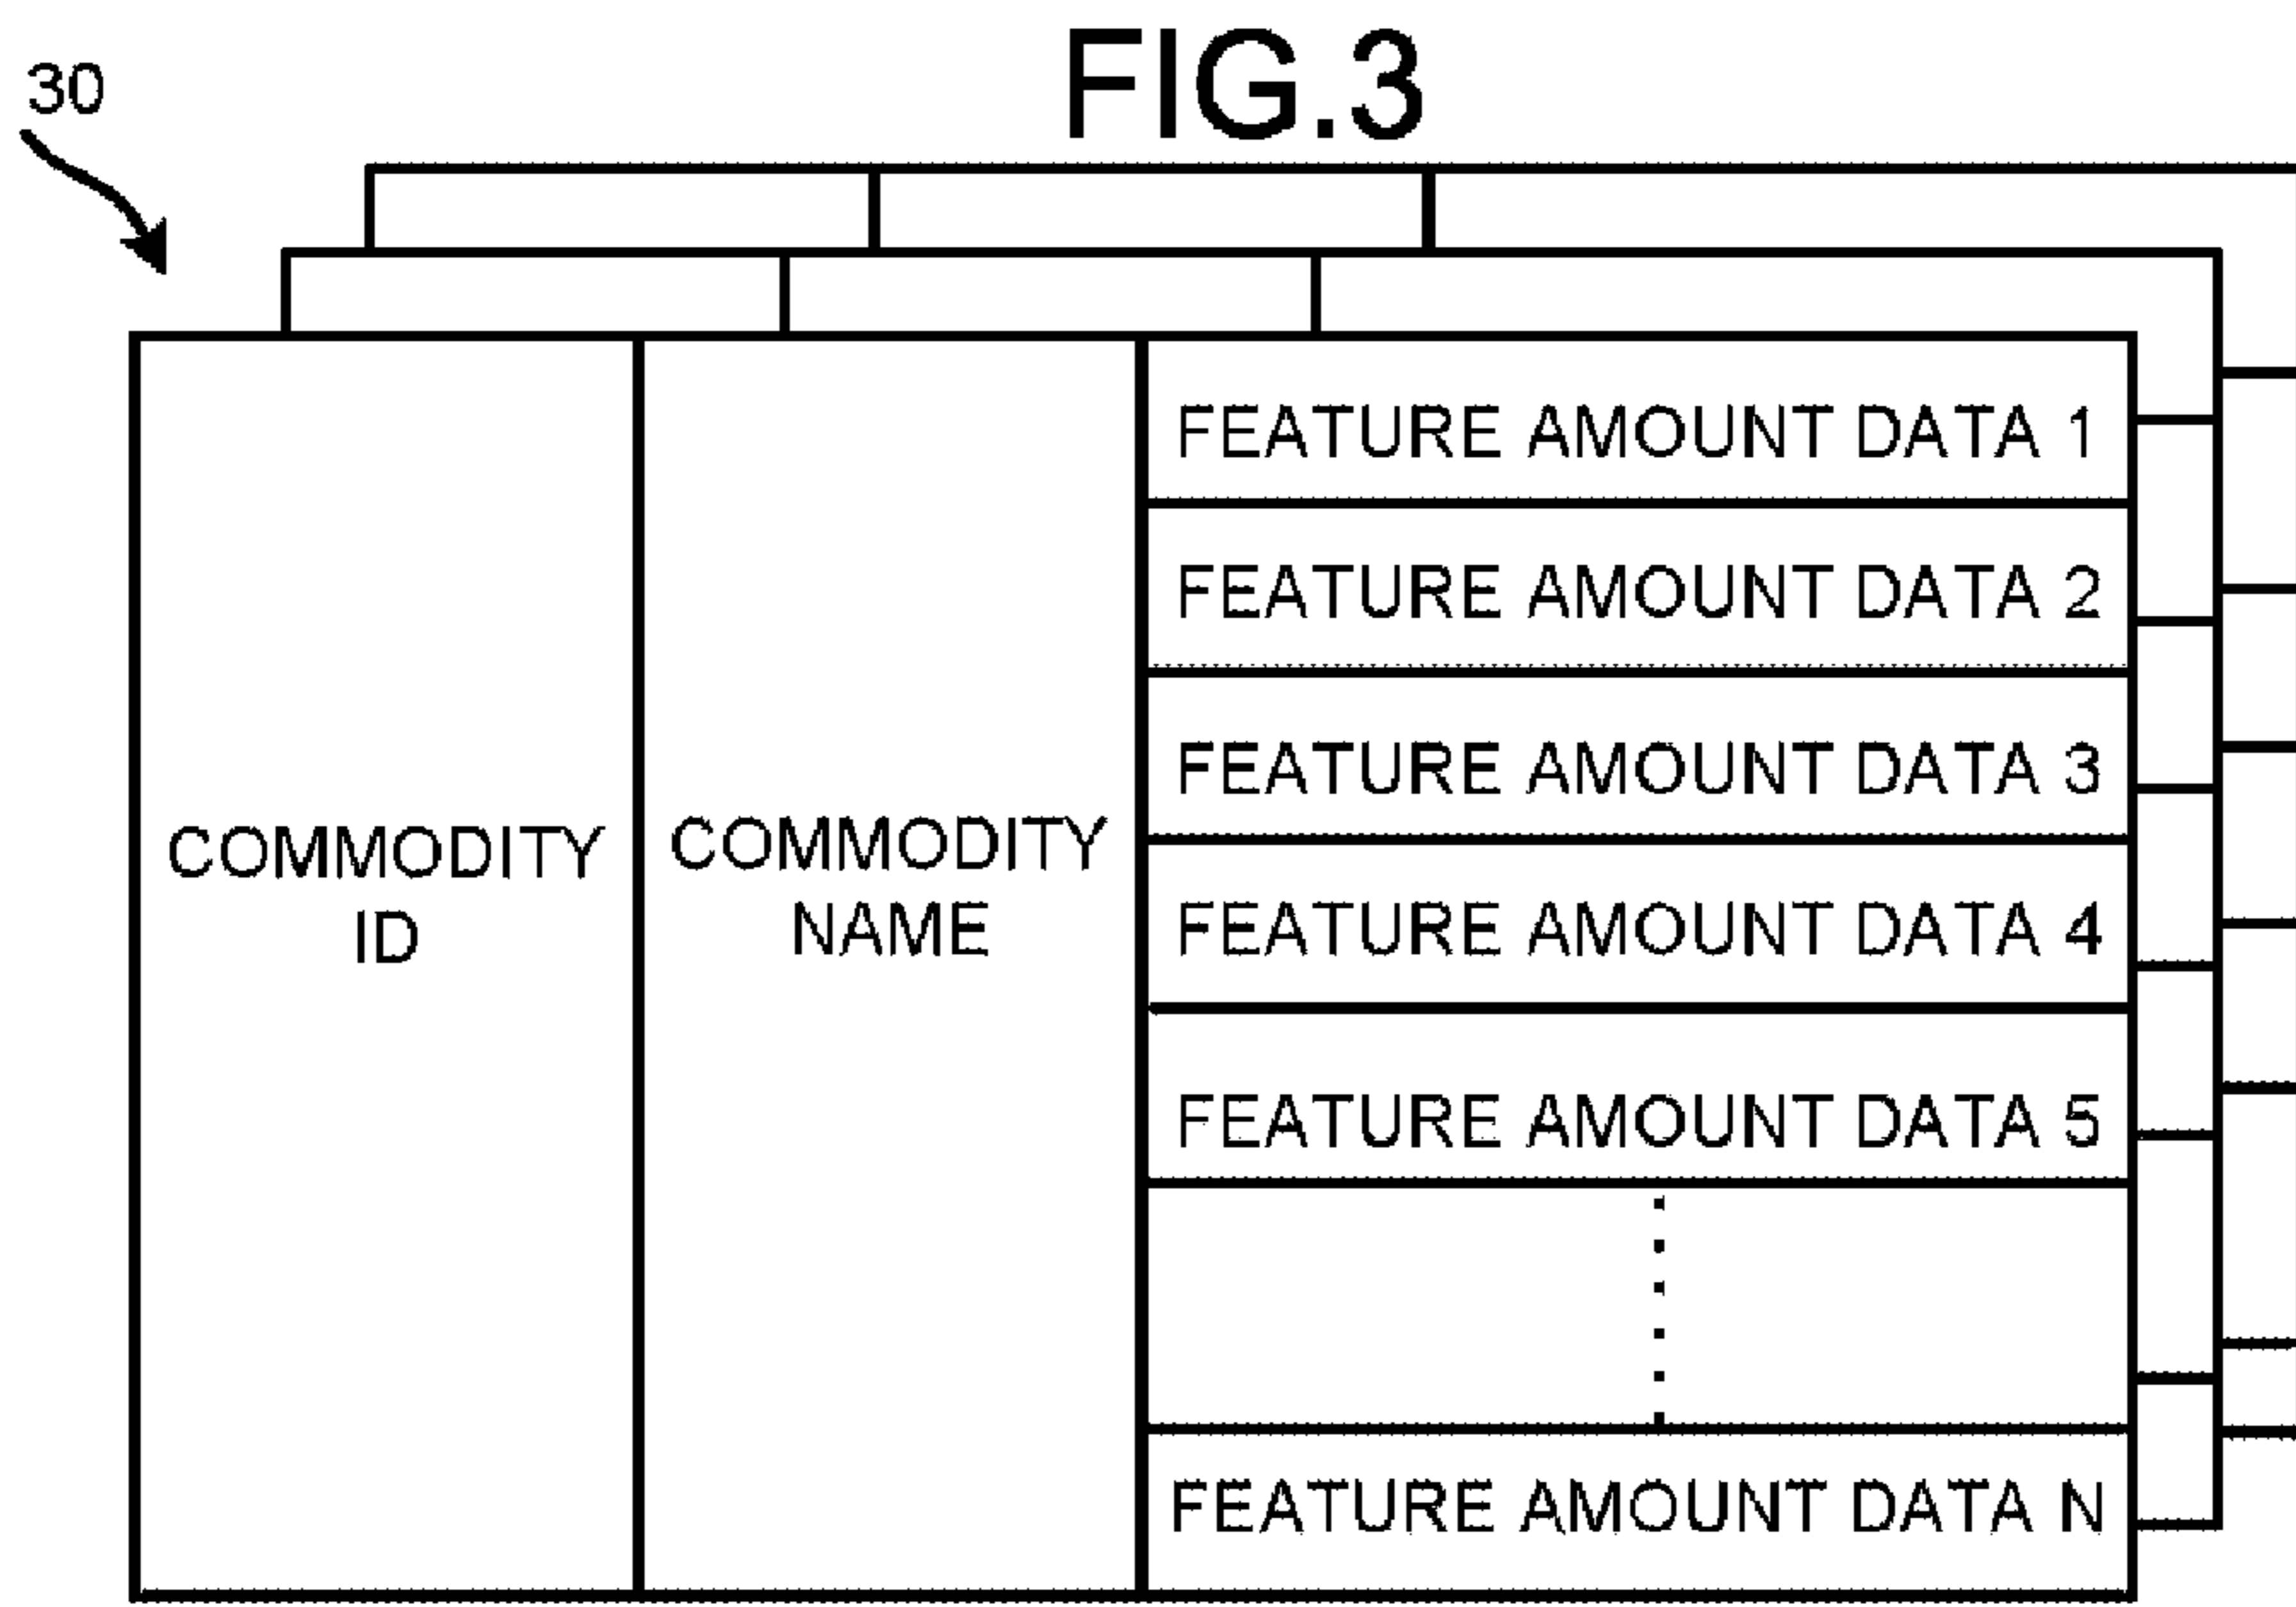 FIG.3
30
COMMODITY
ID
COMMODITY
NAME
FEATURE AMOUNT DATA 1
FEATURE AMOUNT DATA 2
FEATURE AMOUNT DATA 3
FEATURE AMOUNT DATA 4
FEATURE AMOUNT DATA 5
FEATURE AMOUNT DATA N